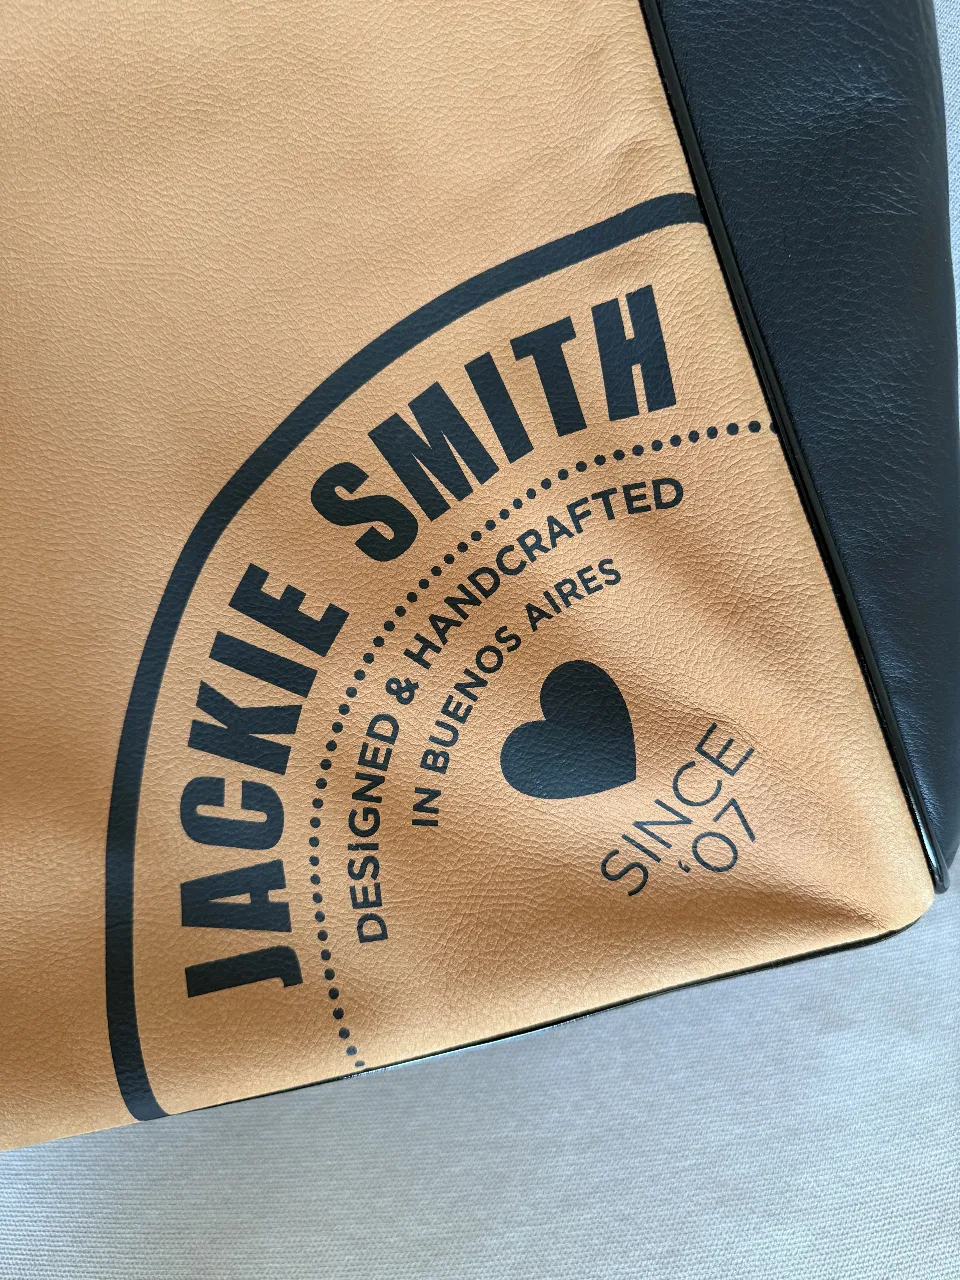 JACKIE SMITH
DESIGNED & HANDCRAFTED
IN BUENOS AIRES
SINCE
'07